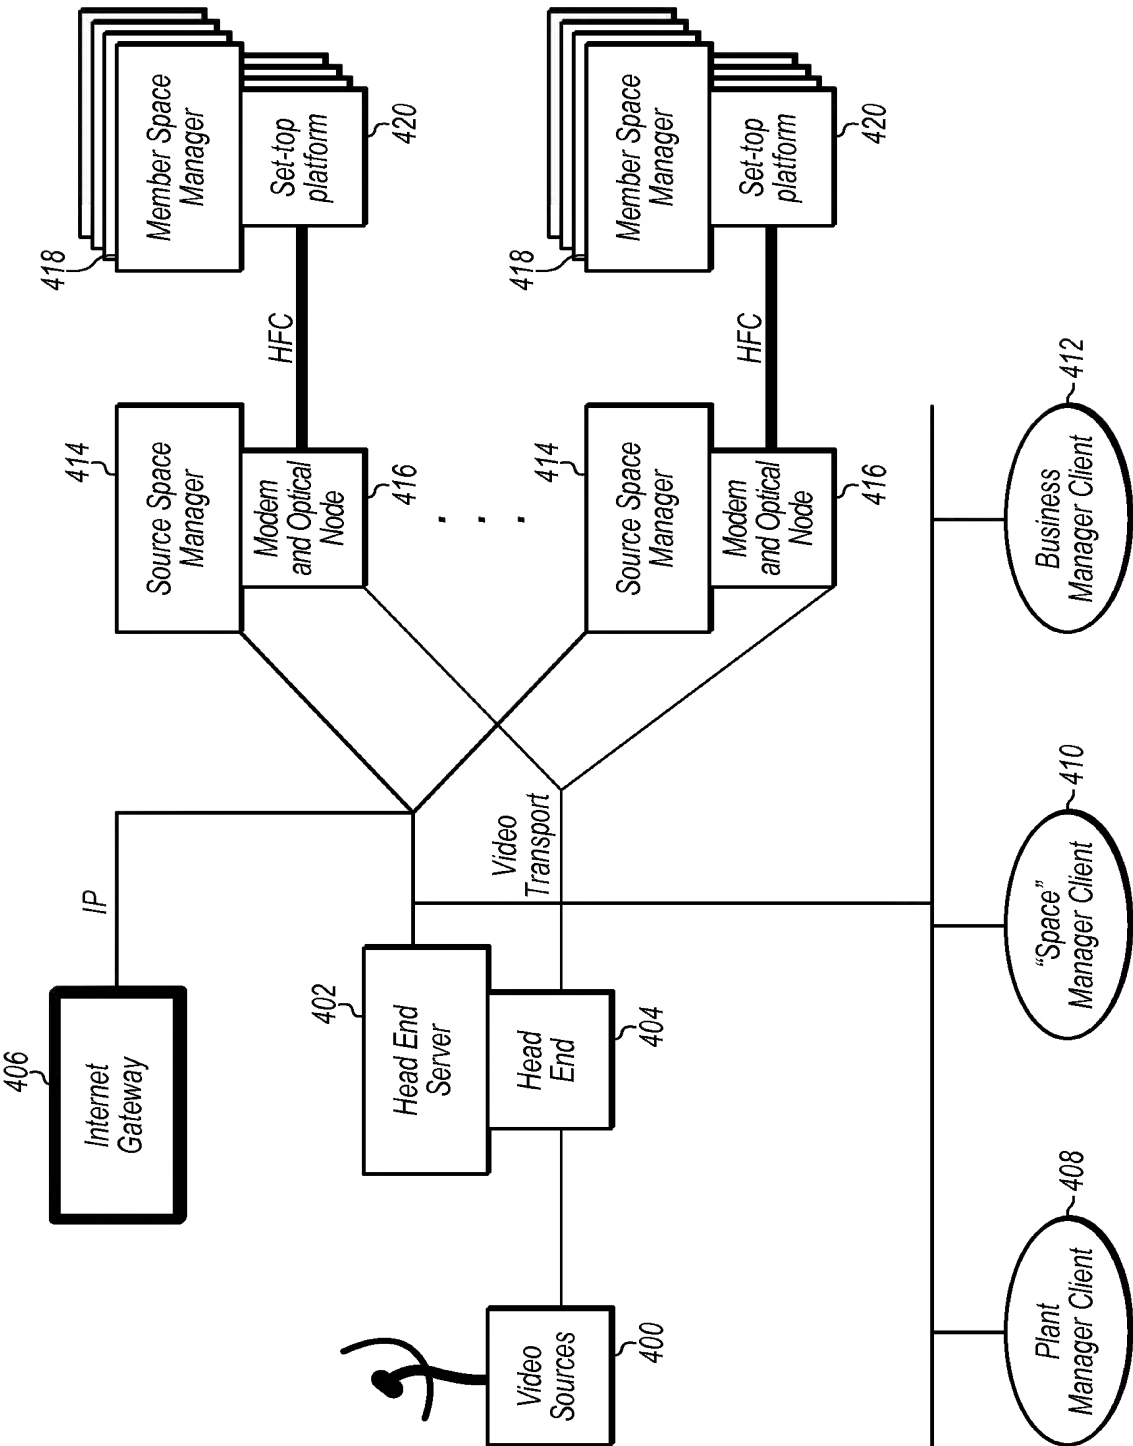 406
Internet
Gateway
IP
414
Source Space
Manager
Modem
and Optical
Node
416
HFC
418
Member Space
Manager
Set-top
platform
420
402
Head End
Server
Head
End
404
Video
Transport
. . .
414
Source Space
Manager
Modem
and Optical
Node
416
HFC
418
Member Space
Manager
Set-top
platform
420
Video
Sources
400
Plant
Manager Client
408
“Space”
Manager Client
410
Business
Manager Client
412